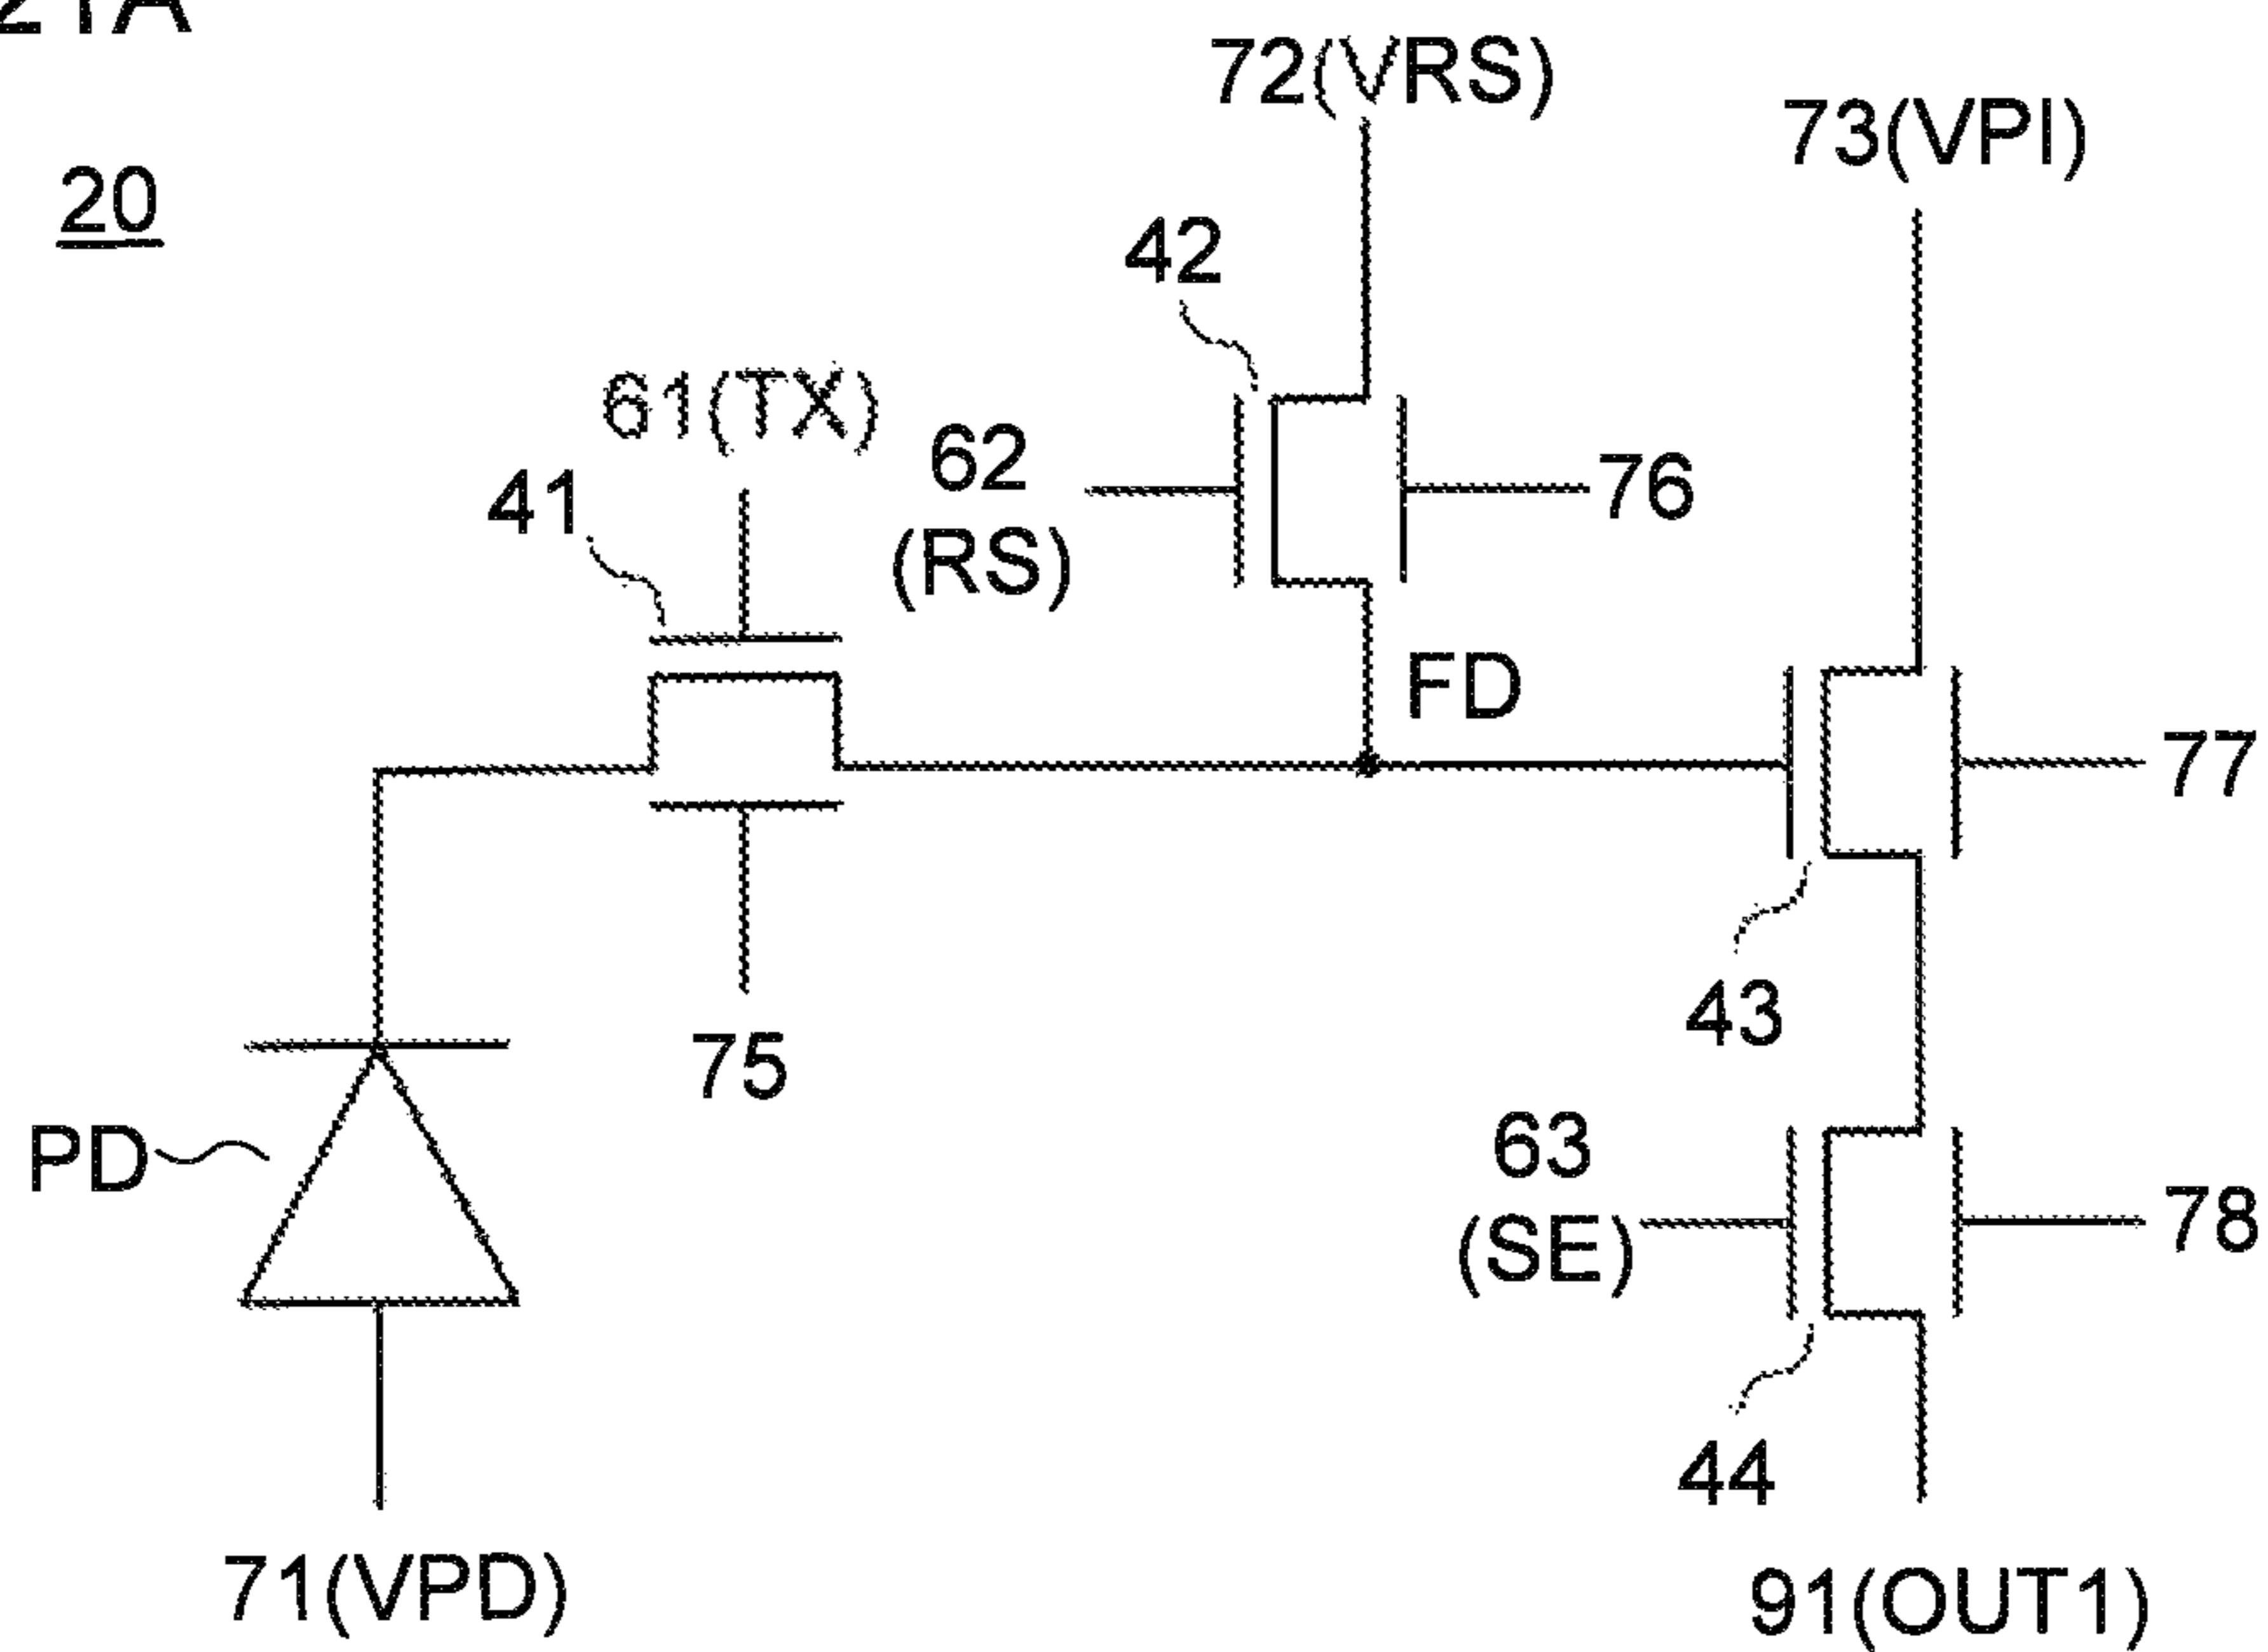 21A
20
72(VRS)
73(VPI)
42
61(TX)
62
(RS)
41
76
FD
77
43
75
PD
63
(SE)
78
44
71(VPD)
91(OUT1)